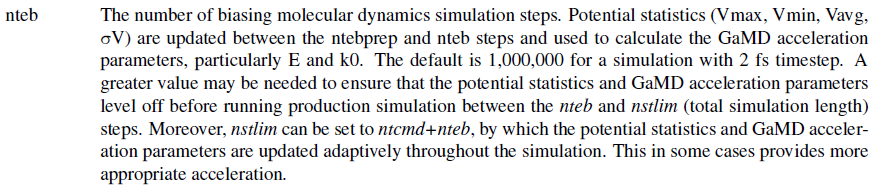 nteb The number of biasing molecular dynamics simulation steps. Potential statistics (Vmax, Vmin, Vavg,
σV) are updated between the ntebprep and nteb steps and used to calculate the GaMD acceleration
parameters, particularly E and k0. The default is 1,000,000 for a simulation with 2 fs timestep. A
greater value may be needed to ensure that the potential statistics and GaMD acceleration parameters
level off before running production simulation between the nteb and nstlim (total simulation length)
steps. Moreover, nstlim can be set to ntcmd+nteb, by which the potential statistics and GaMD acceler-
ation parameters are updated adaptively throughout the simulation. This in some cases provides more
appropriate acceleration.